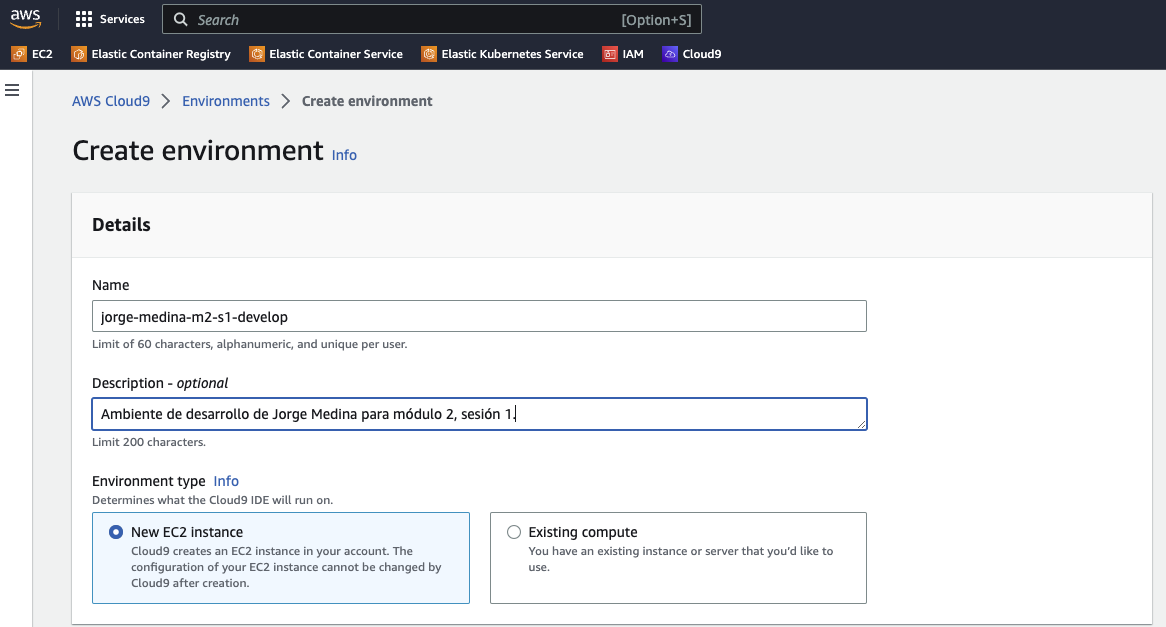 aws
Services
Search
[Option+S]
EC2
Elastic Container Registry
Elastic Container Service
Elastic Kubernetes Service
IAM
Cloud9
AWS Cloud9 > Environments > Create environment
Create environment Info
Details
Name
jorge-medina-m2-s1-develop
Limit of 60 characters, alphanumeric, and unique per user.
Description - optional
Ambiente de desarrollo de Jorge Medina para módulo 2, sesión 1.
Limit 200 characters.
Environment type Info
Determines what the Cloud9 IDE will run on.
New EC2 instance
Cloud9 creates an EC2 instance in your account. The
configuration of your EC2 instance cannot be changed by
Cloud9 after creation.
Existing compute
You have an existing instance or server that you'd like to
use.